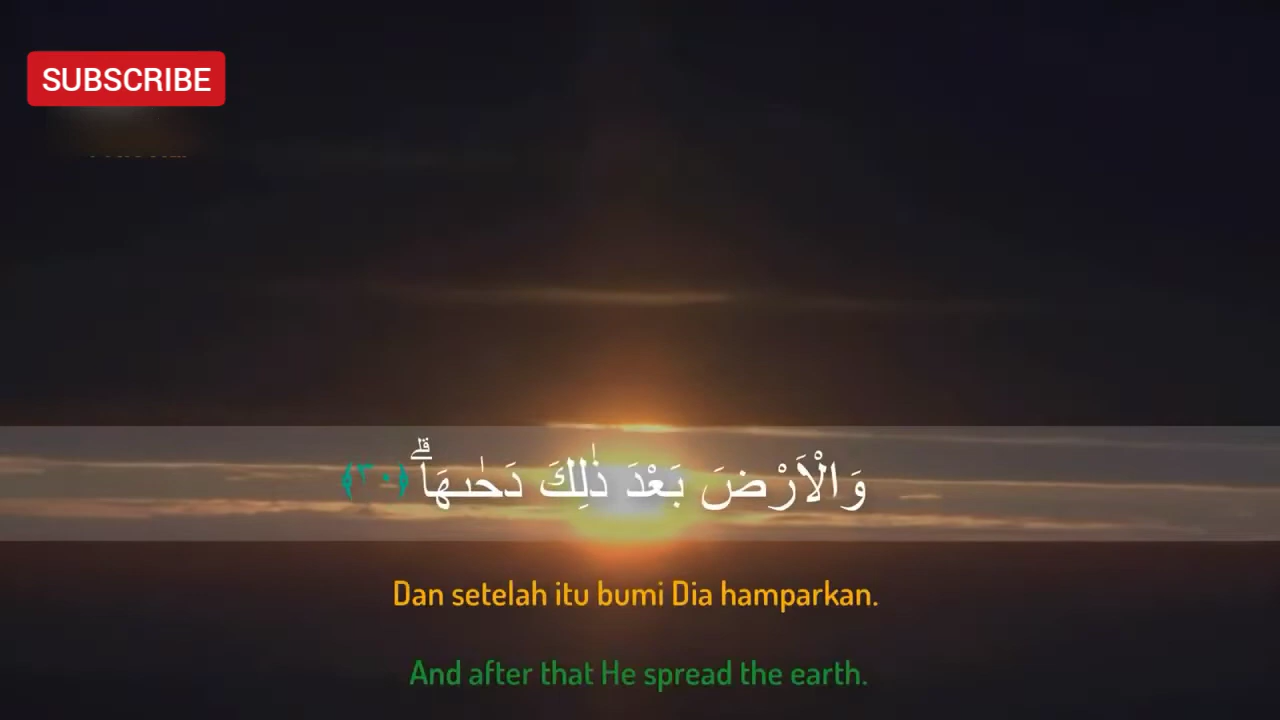 SUBSCRIBE
وَالْاَرْضَ بَعْدَ ذٰلِكَ دَحٰىهَاۗ ﴿٣٠﴾
Dan setelah itu bumi Dia hamparkan.
And after that He spread the earth.